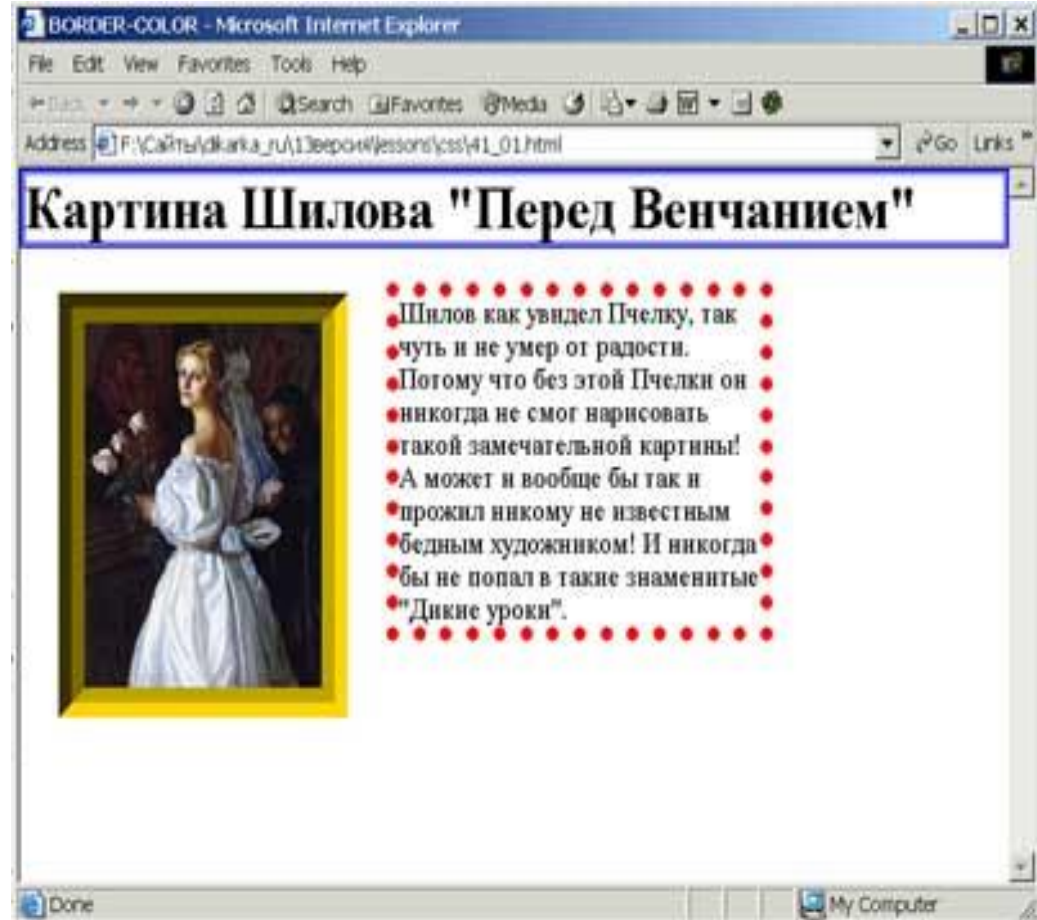 BORDER-COLOR - Microsoft Internet Explorer
File Edit View Favorites Tools Help
Back Search Favorites Media
Address F:\Сайты\dikarka_ru\13версия\lessons\css\41_01.html Go Links »
Картина Шилова "Перед Венчанием"
Шилов как увидел Пчелку, так
чуть и не умер от радости.
Потому что без этой Пчелки он
никогда не смог нарисовать
такой замечательной картины!
А может и вообще бы так и
прожил никому не известным
бедным художником! И никогда
бы не попал в такие знаменитые
"Дикие уроки".
Done My Computer